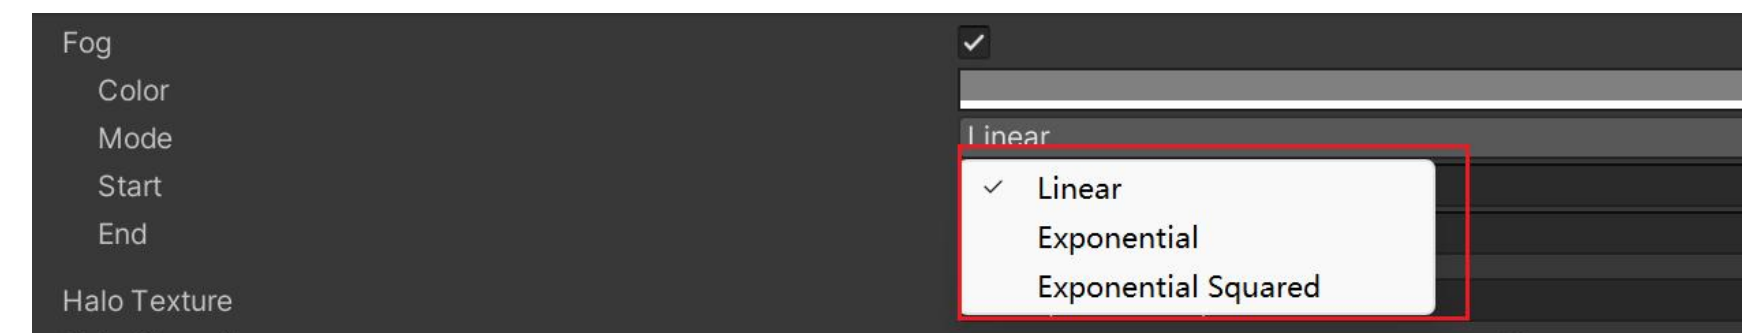 Fog
Color
Mode Linear
Start
End
Linear
Exponential
Exponential Squared
Halo Texture